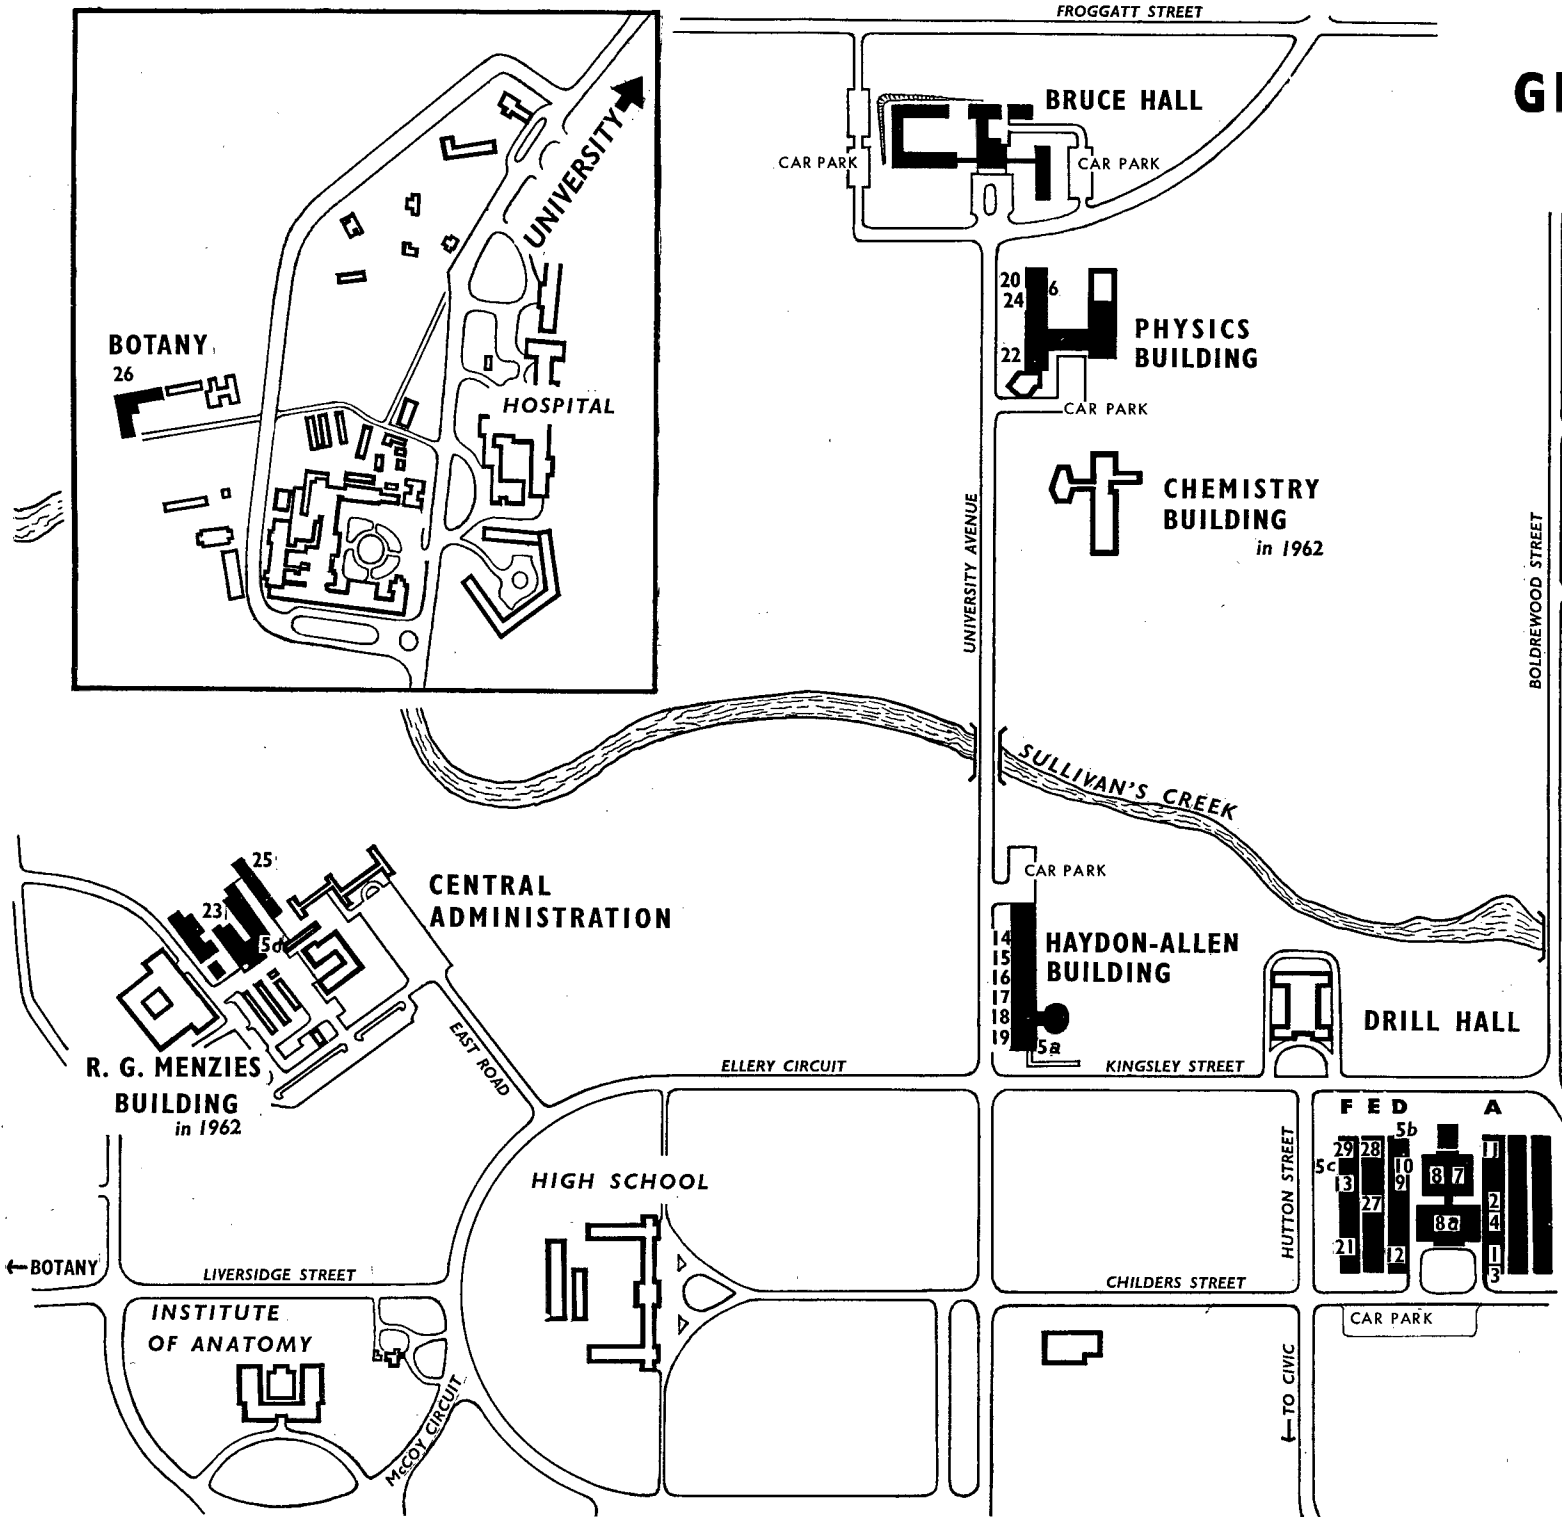 FROGGATT STREET
BRUCE HALL
CAR PARK
CAR PARK
UNIVERSITY
BOTANY
26
HOSPITAL
20
24
6
22
PHYSICS
BUILDING
CAR PARK
CHEMISTRY
BUILDING
in 1962
UNIVERSITY AVENUE
BOLDREWOOD STREET
SULLIVAN'S CREEK
CAR PARK
25
23
5d
CENTRAL
ADMINISTRATION
14
15
16
17
18
19
5a
HAYDON-ALLEN
BUILDING
DRILL HALL
R. G. MENZIES
BUILDING
in 1962
EAST ROAD
ELLERY CIRCUIT
KINGSLEY STREET
F E D A
5b
29 28
5c
13
10
9
27
21
12
8 7
8a
11
2
4
1
3
HUTTON STREET
HIGH SCHOOL
BOTANY
LIVERSIDGE STREET
CHILDERS STREET
INSTITUTE
OF ANATOMY
CAR PARK
McCOY CIRCUIT
TO CIVIC